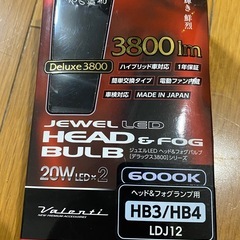 輝き・鮮烈
3800lm
Deluxe3800
ハイブリッド車対応
1年保証
簡単交換タイプ
電動ファン内蔵
車検対応
MADE IN JAPAN
JEWEL LED
HEAD & FOG
BULB
ジュエルLED ヘッド&フォグバルブ
[デラックス3800]シリーズ
20W LED×2
6000K
ヘッド&フォグランプ用
HB3/HB4
LDJ12
Valenti